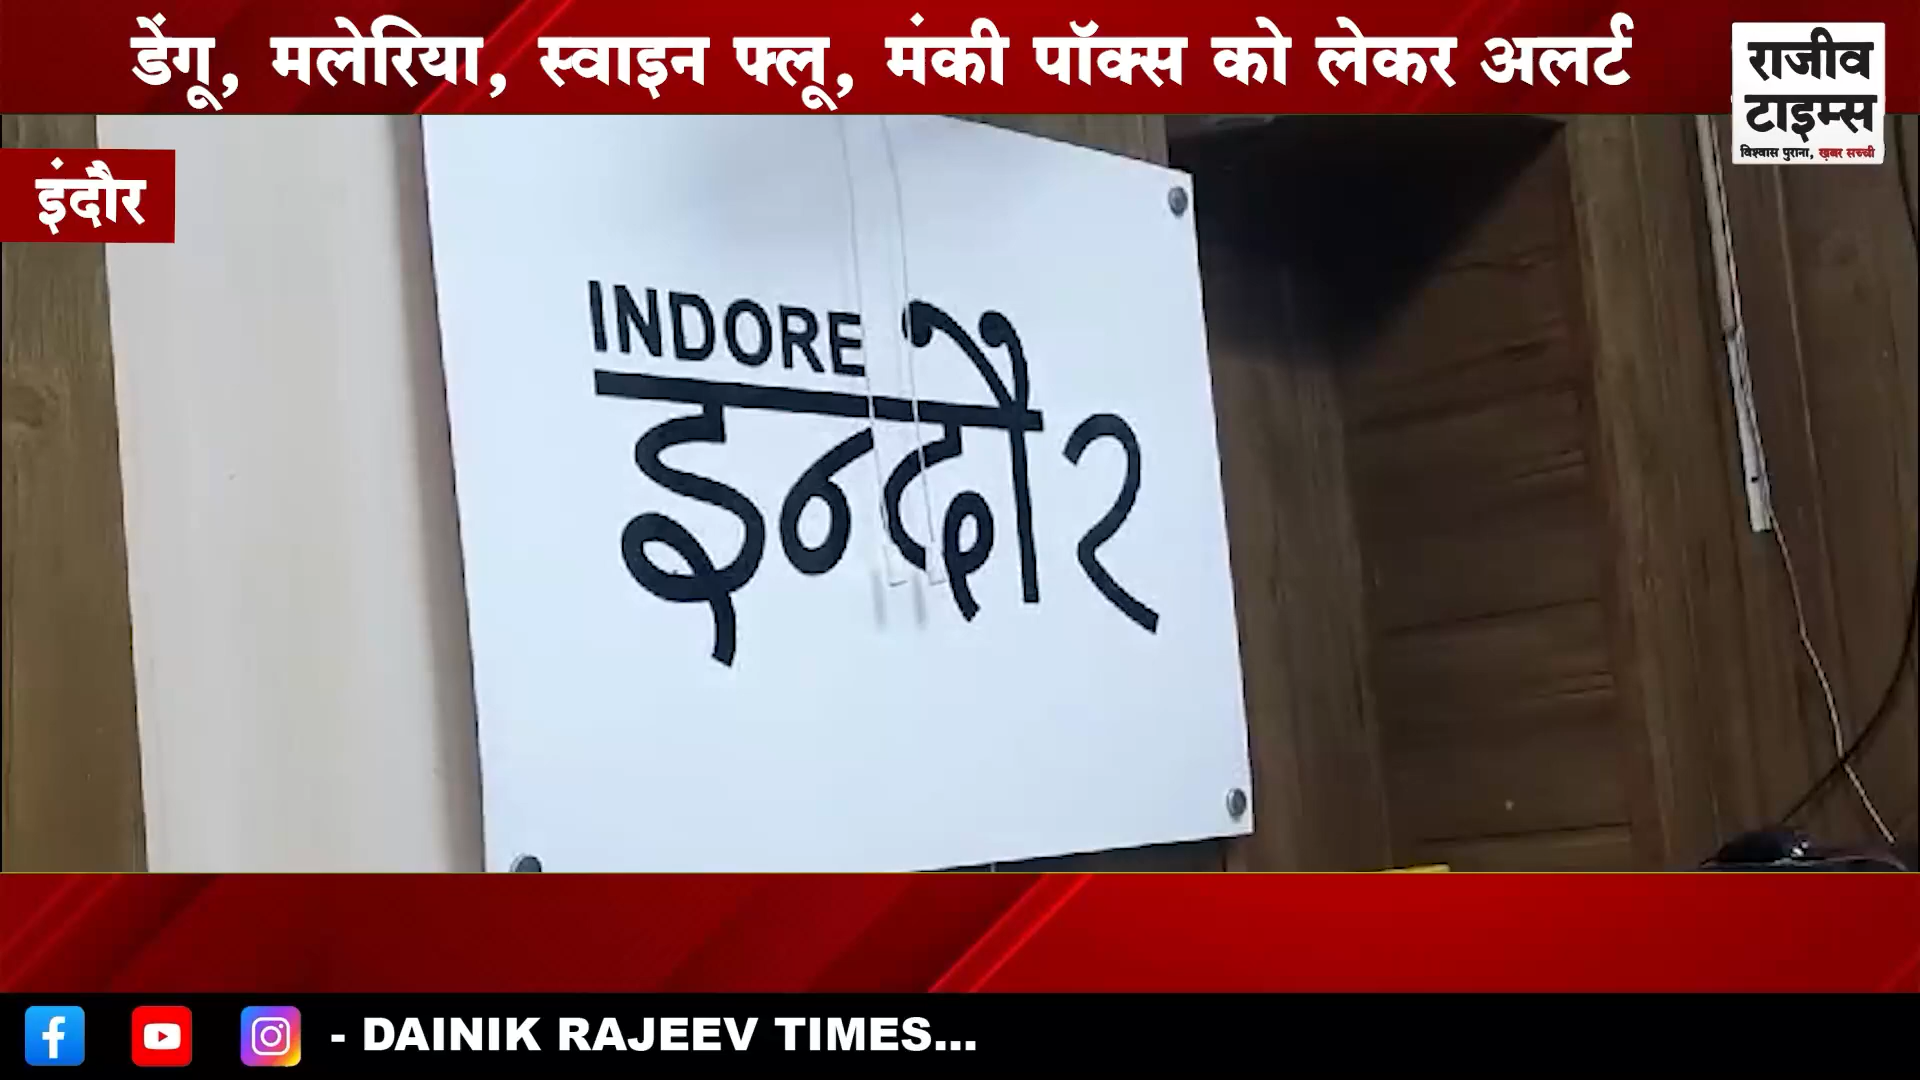 डेंगू, मलेरिया, स्वाइन फ्लू, मंकी पॉक्स को लेकर अलर्ट
राजीव
टाइम्स
विश्वास पुराना, ख़बर सच्ची
इंदौर
INDORE
इन्दौर
- DAINIK RAJEEV TIMES...